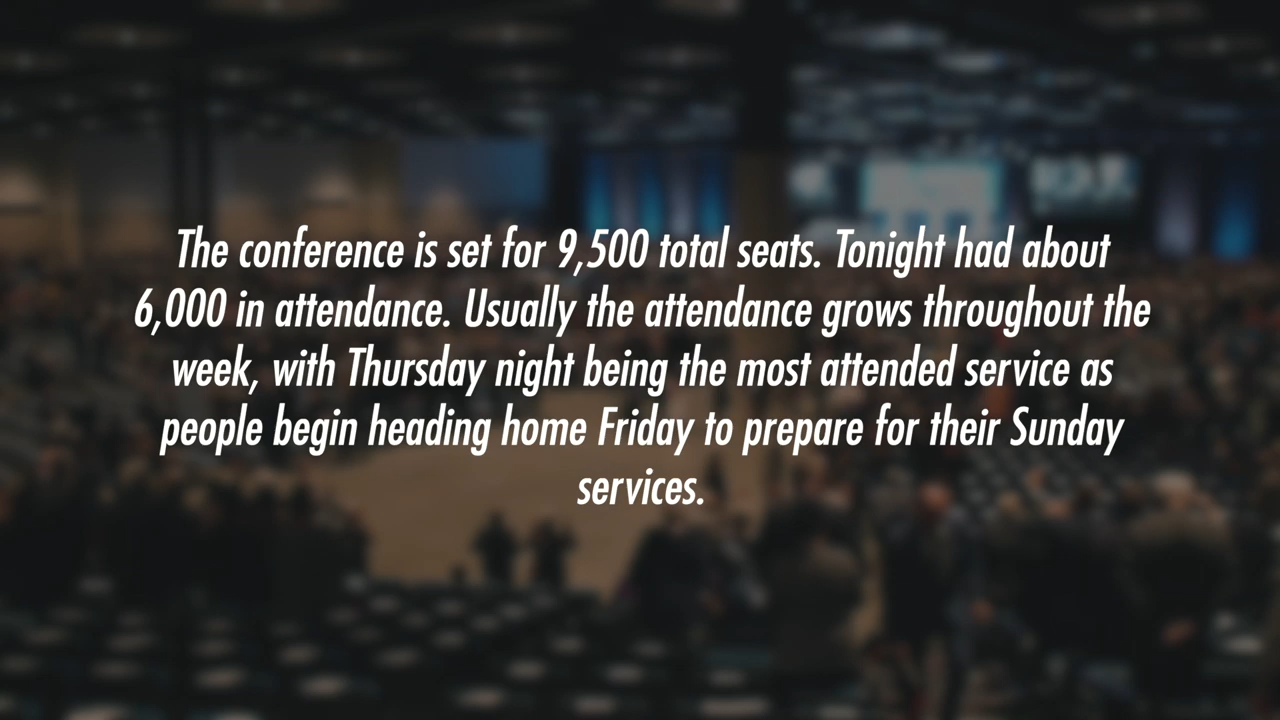 The conference is set for 9,500 total seats. Tonight had about
6,000 in attendance. Usually the attendance grows throughout the
week, with Thursday night being the most attended service as
people begin heading home Friday to prepare for their Sunday
services.